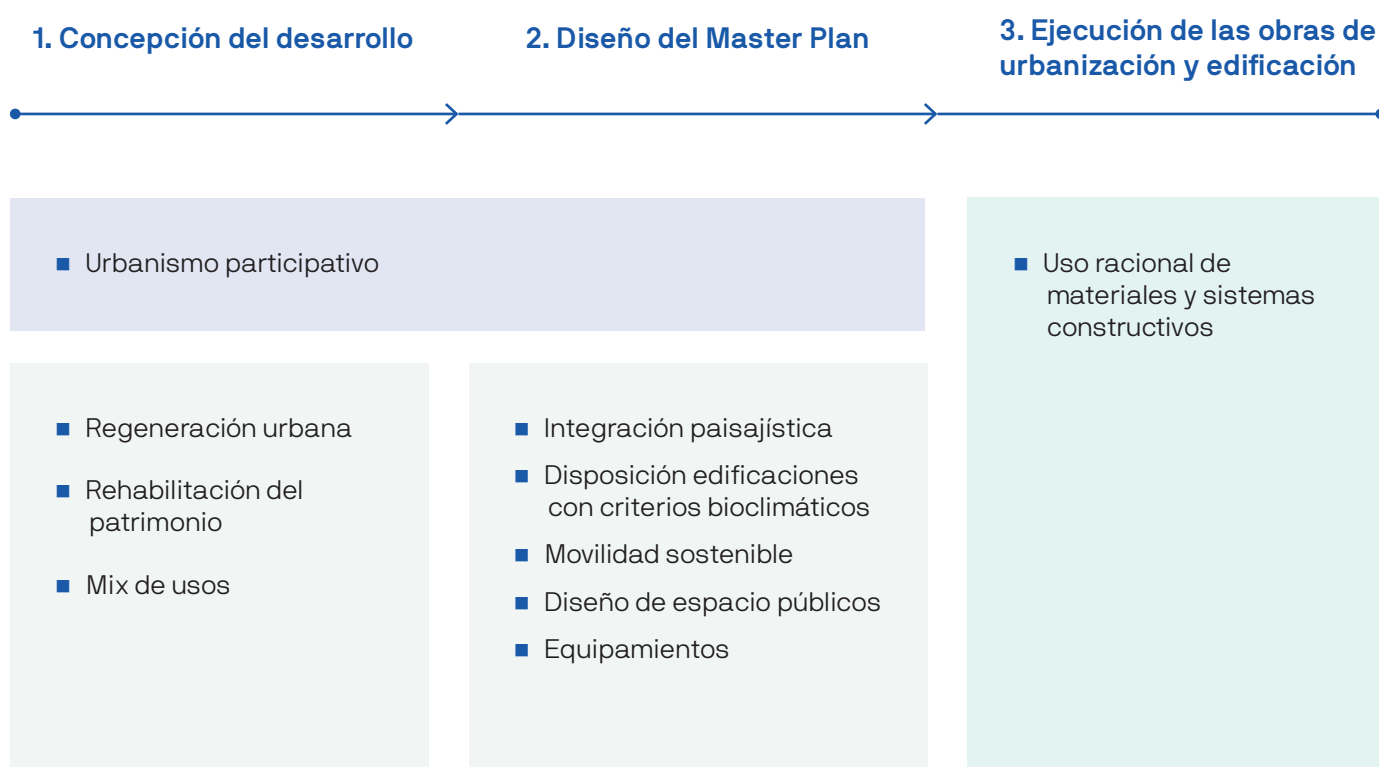 1. Concepción del desarrollo
2. Diseño del Master Plan
3. Ejecución de las obras de
urbanización y edificación
Urbanismo participativo
Regeneración urbana
Rehabilitación del
patrimonio
Mix de usos
Integración paisajística
Disposición edificaciones
con criterios bioclimáticos
Movilidad sostenible
Diseño de espacio públicos
Equipamientos
Uso racional de
materiales y sistemas
constructivos